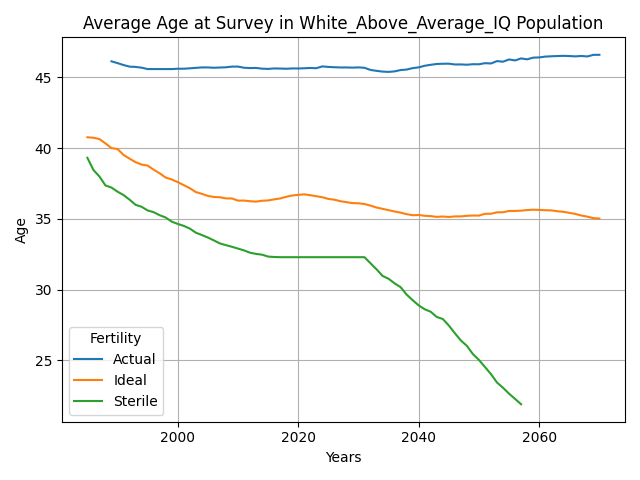 Average Age at Survey in White_Above_Average_IQ Population
Age
45
40
35
30
25
Fertility
Actual
Ideal
Sterile
2000
2020
2040
2060
Years